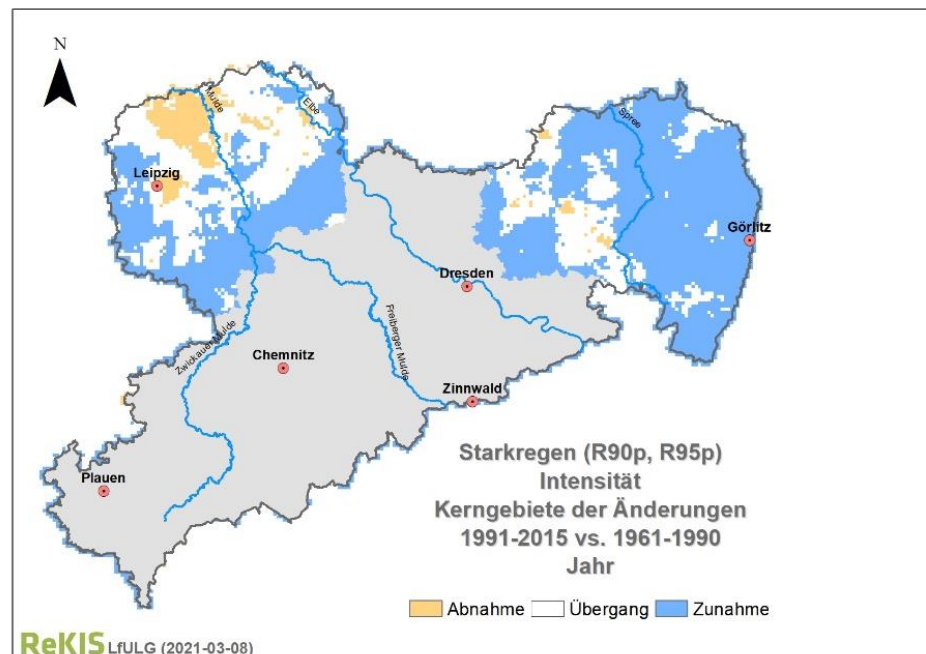 N
Mulde
Elbe
Spree
Leipzig
Görlitz
Dresden
Zwickauer Mulde
Freiberger Mulde
Chemnitz
Zinnwald
Plauen
Starkregen (R90p, R95p)
Intensität
Kerngebiete der Änderungen
1991-2015 vs. 1961-1990
Jahr
Abnahme Übergang Zunahme
ReKIS LfULG (2021-03-08)